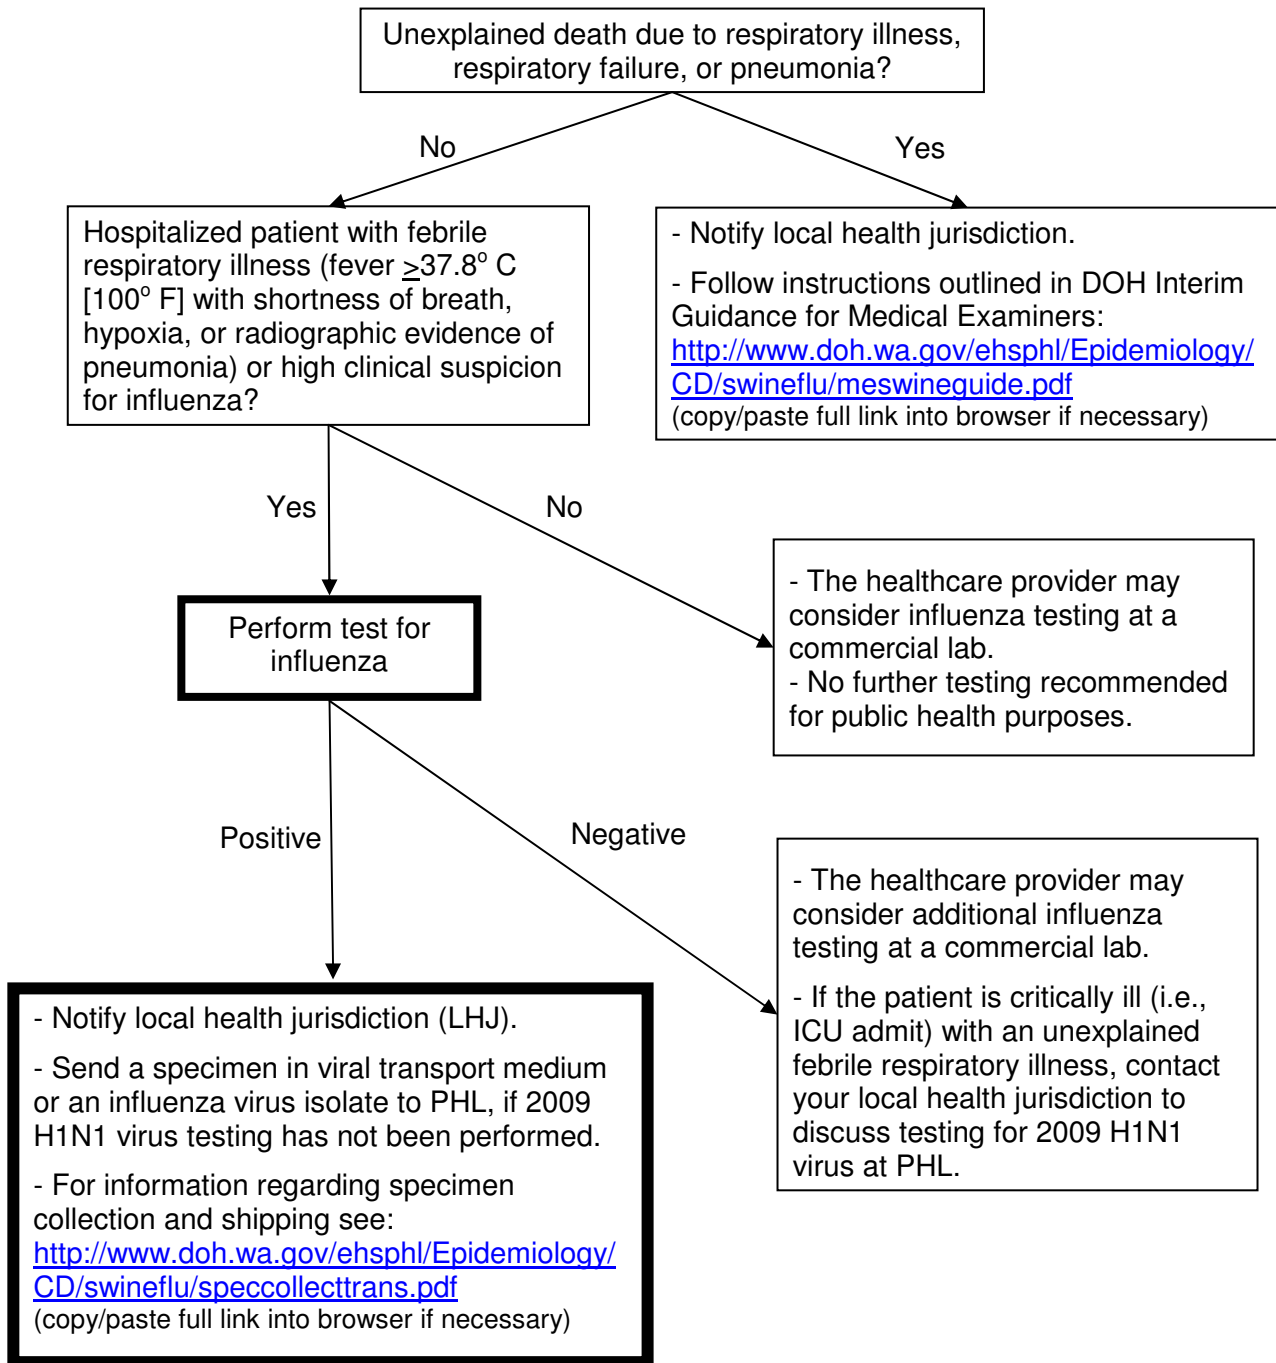 Unexplained death due to respiratory illness,
respiratory failure, or pneumonia?
No
Yes
Hospitalized patient with febrile
respiratory illness (fever >37.8o C
[100o F] with shortness of breath,
hypoxia, or radiographic evidence of
pneumonia) or high clinical suspicion
for influenza?
- Notify local health jurisdiction.
- Follow instructions outlined in DOH Interim
Guidance for Medical Examiners:
http://www.doh.wa.gov/ehsphl/Epidemiology/
CD/swineflu/meswineguide.pdf
(copy/paste full link into browser if necessary)
Yes
No
Perform test for
influenza
- The healthcare provider may
consider influenza testing at a
commercial lab.
- No further testing recommended
for public health purposes.
Positive
Negative
- Notify local health jurisdiction (LHJ).
- Send a specimen in viral transport medium
or an influenza virus isolate to PHL, if 2009
H1N1 virus testing has not been performed.
- For information regarding specimen
collection and shipping see:
http://www.doh.wa.gov/ehsphl/Epidemiology/
CD/swineflu/speccollecttrans.pdf
(copy/paste full link into browser if necessary)
- The healthcare provider may
consider additional influenza
testing at a commercial lab.
- If the patient is critically ill (i.e.,
ICU admit) with an unexplained
febrile respiratory illness, contact
your local health jurisdiction to
discuss testing for 2009 H1N1
virus at PHL.